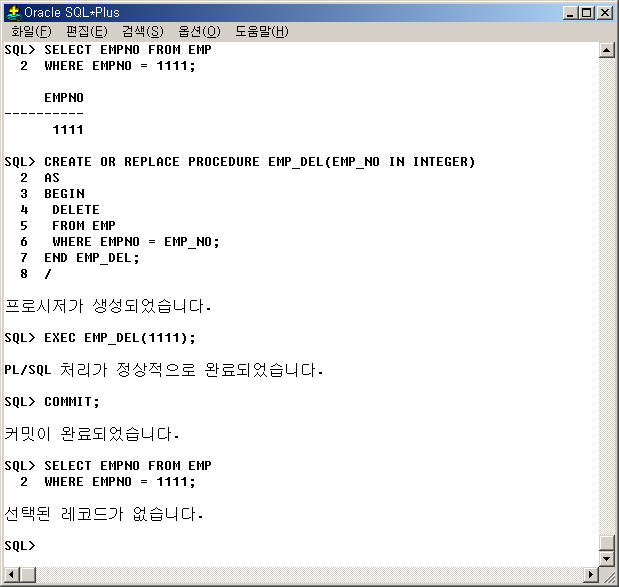 Oracle SQL*Plus
화일(F) 편집(E) 검색(S) 옵션(O) 도움말(H)
SQL> SELECT EMPNO FROM EMP
  2  WHERE EMPNO = 1111;
     EMPNO
----------
      1111
SQL> CREATE OR REPLACE PROCEDURE EMP_DEL(EMP_NO IN INTEGER)
  2  AS
  3  BEGIN
  4   DELETE
  5   FROM EMP
  6   WHERE EMPNO = EMP_NO;
  7  END EMP_DEL;
  8  /
프로시저가 생성되었습니다.
SQL> EXEC EMP_DEL(1111);
PL/SQL 처리가 정상적으로 완료되었습니다.
SQL> COMMIT;
커밋이 완료되었습니다.
SQL> SELECT EMPNO FROM EMP
  2  WHERE EMPNO = 1111;
선택된 레코드가 없습니다.
SQL>